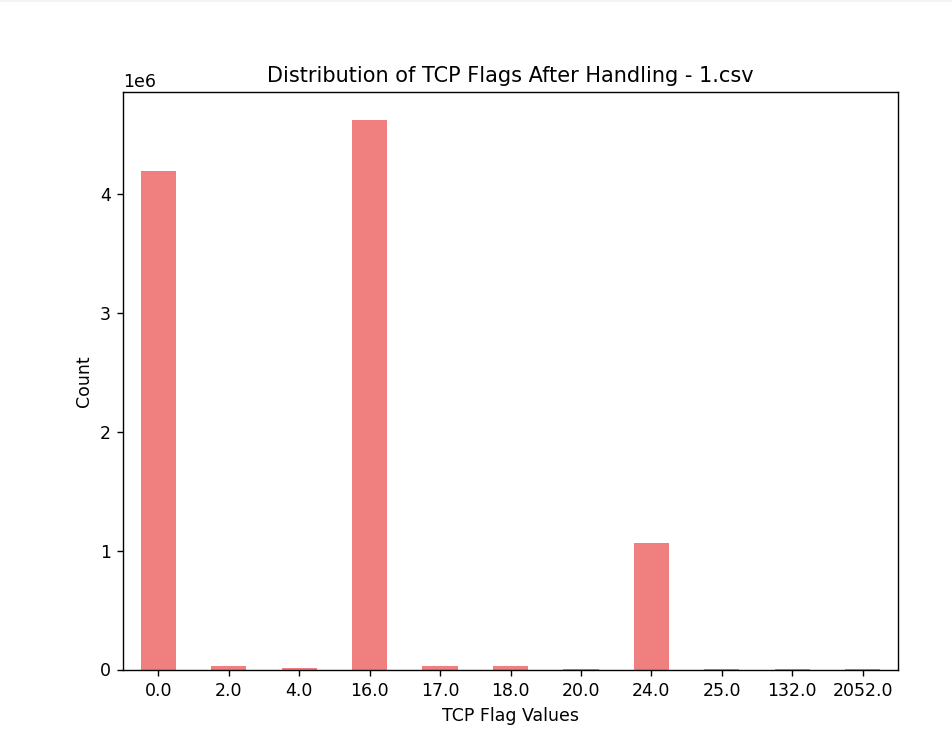 Distribution of TCP Flags After Handling - 1.csv
1e6
4
3
2
1
0
Count
0.0 2.0 4.0 16.0 17.0 18.0 20.0 24.0 25.0 132.0 2052.0
TCP Flag Values